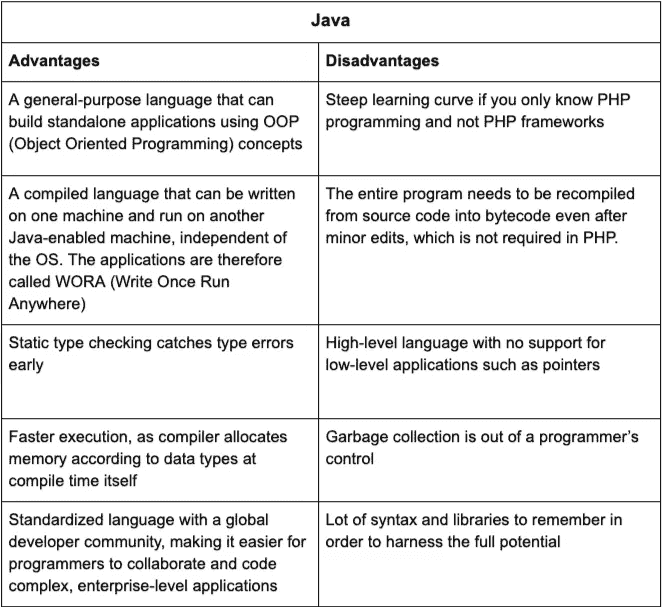 Java
Advantages
Disadvantages
A general-purpose language that can
build standalone applications using OOP
(Object Oriented Programming) concepts
Steep learning curve if you only know PHP
programming and not PHP frameworks
A compiled language that can be written
on one machine and run on another
Java-enabled machine, independent of
the OS. The applications are therefore
called WORA (Write Once Run
Anywhere)
The entire program needs to be recompiled
from source code into bytecode even after
minor edits, which is not required in PHP.
Static type checking catches type errors
early
High-level language with no support for
low-level applications such as pointers
Faster execution, as compiler allocates
memory according to data types at
compile time itself
Garbage collection is out of a programmer’s
control
Standardized language with a global
developer community, making it easier for
programmers to collaborate and code
complex, enterprise-level applications
Lot of syntax and libraries to remember in
order to harness the full potential